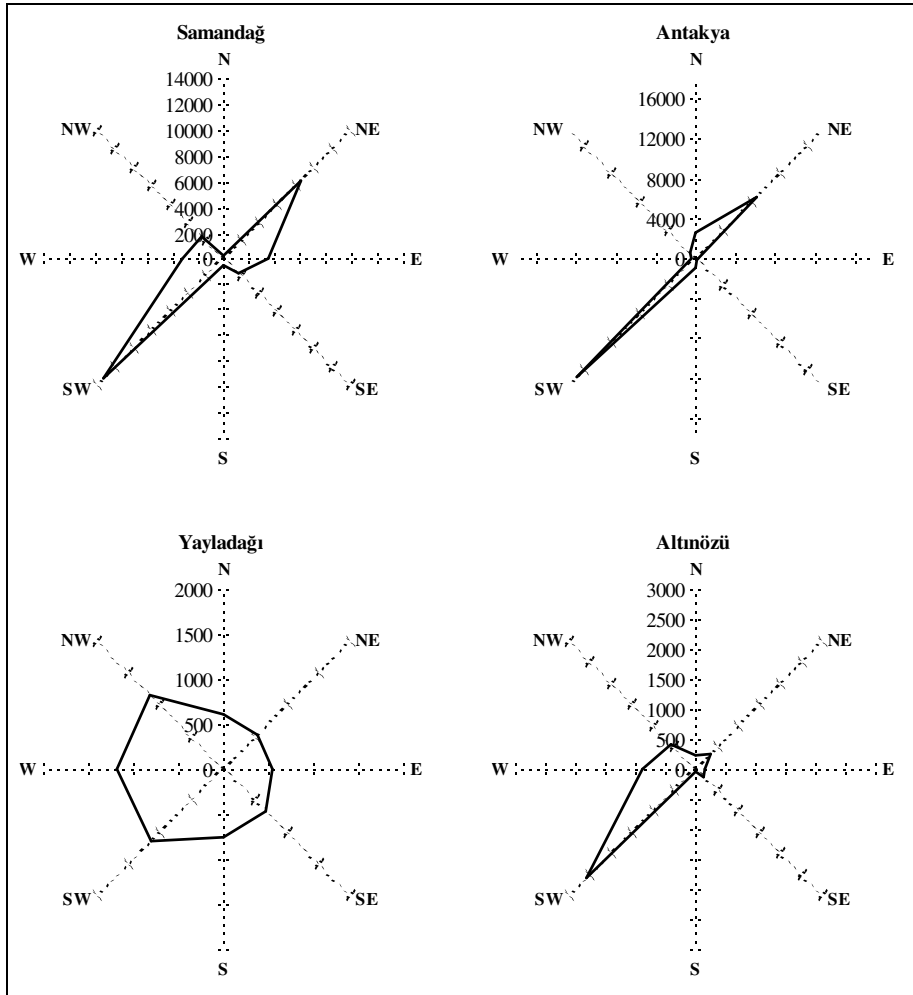 Samandağ
N
14000
12000
10000
8000
6000
4000
2000
0
NW
NE
W
E
SW
SE
S
Antakya
N
16000
12000
8000
4000
0
NW
NE
W
E
SW
SE
S
Yayladağı
N
2000
1500
1000
500
0
NW
NE
W
E
SW
SE
S
Altınözü
N
3000
2500
2000
1500
1000
500
0
NW
NE
W
E
SW
SE
S